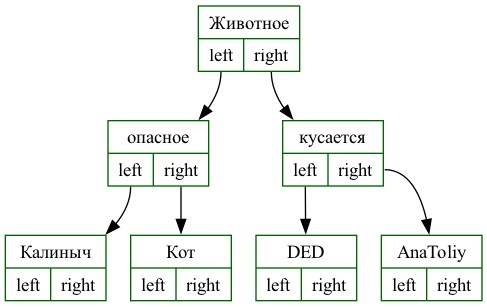 Животное
left right
опасное кусается
left right left right
Калиныч Кот DED AnaToliy
left right left right left right left right